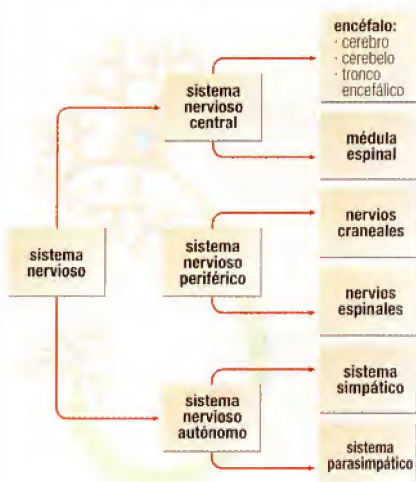 encéfalo:
· cerebro
· cerebelo
· tronco
encefálico
sistema
nervioso
central
médula
espinal
nervios
craneales
sistema
nervioso
sistema
nervioso
periférico
nervios
espinales
sistema
simpático
sistema
nervioso
autónomo
sistema
parasimpático